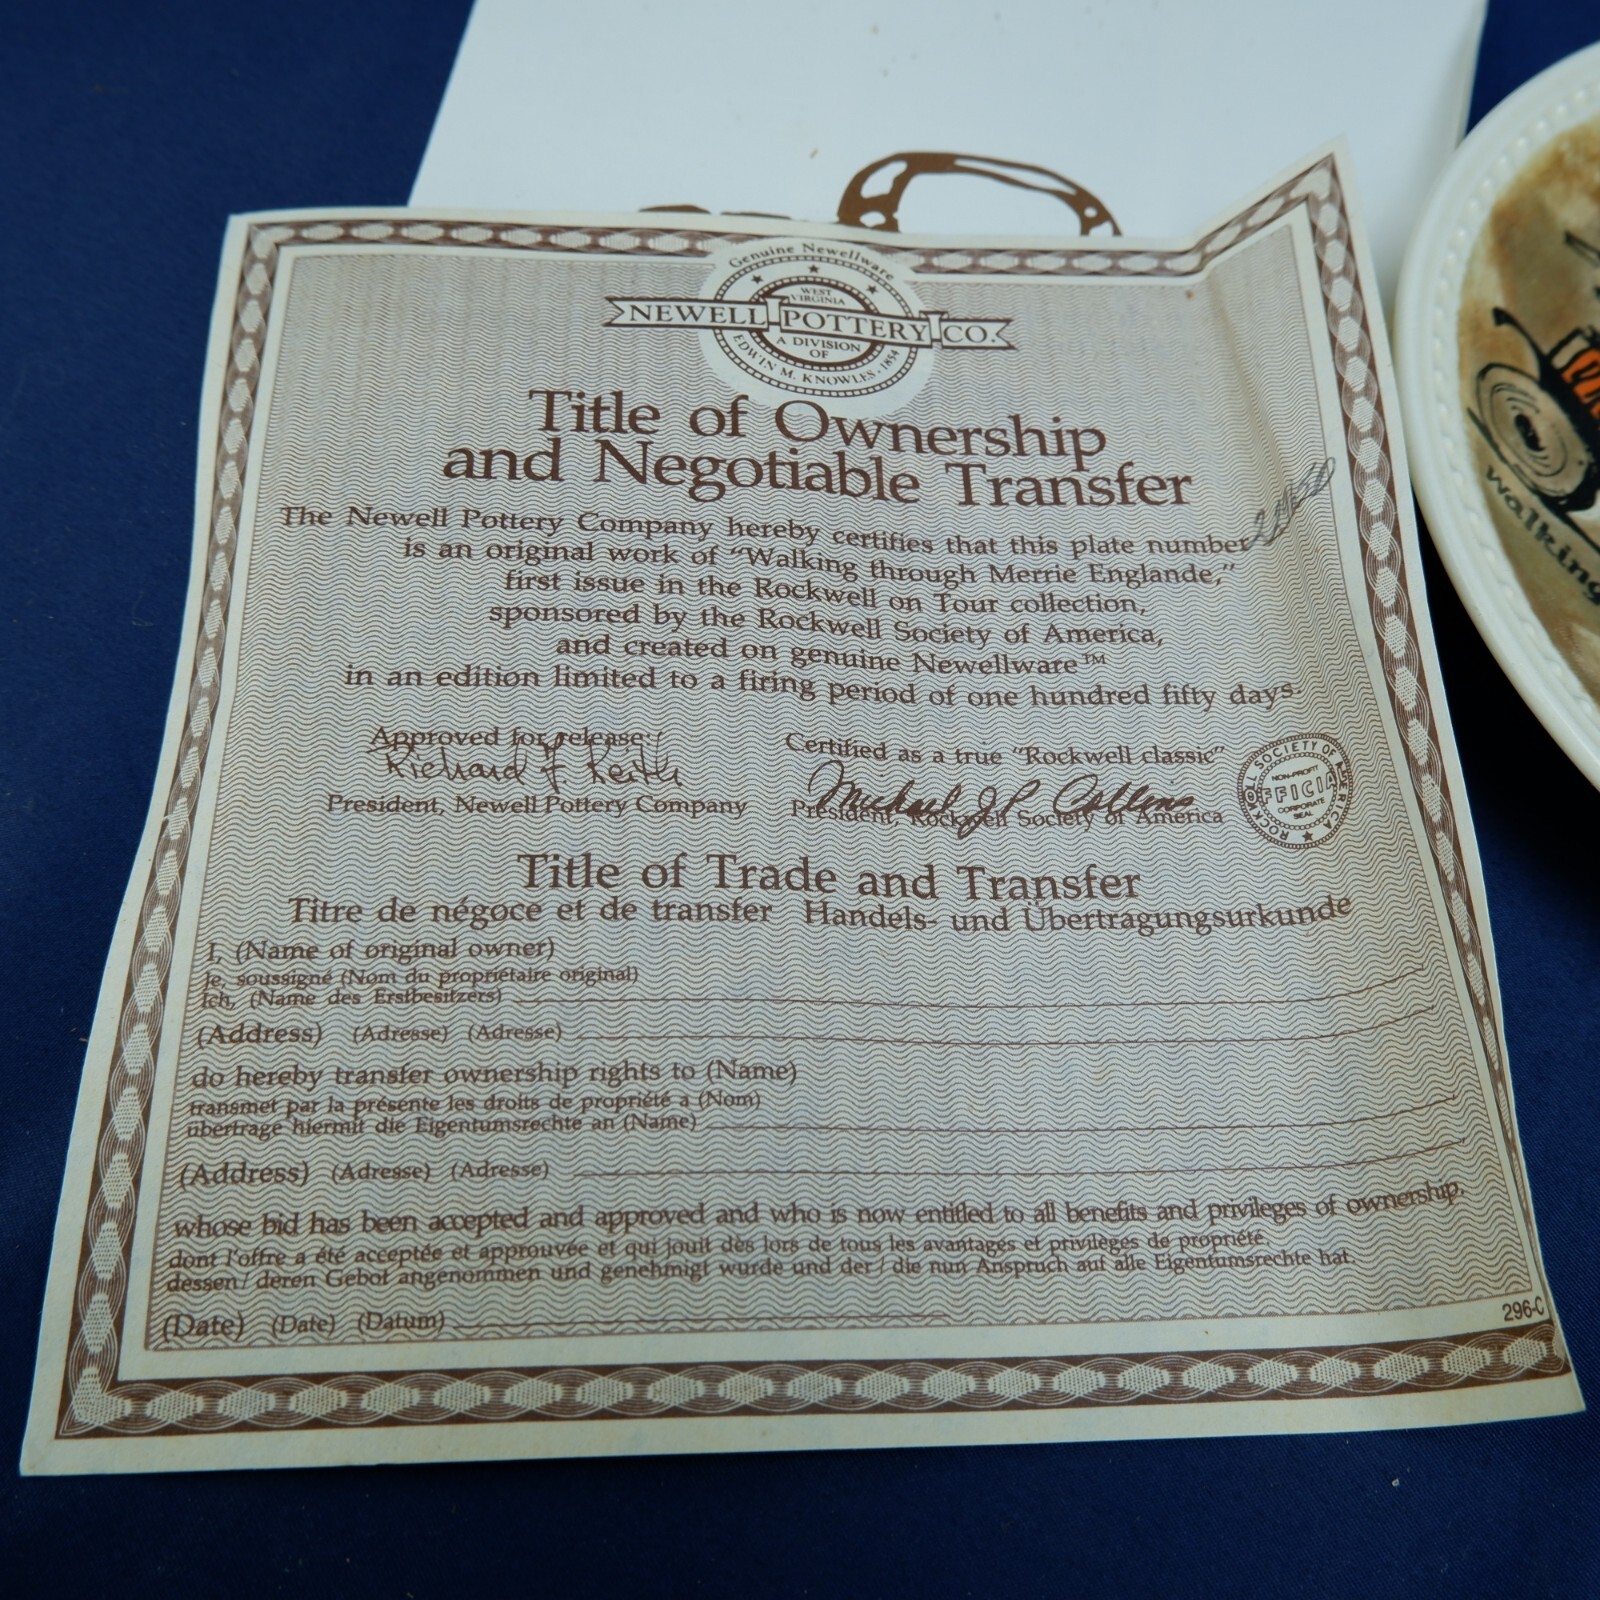 Genuine Newellware
WEST
VIRGINIA
NEWELL POTTERY CO.
A DIVISION
OF
EDWIN M. KNOWLES · 1854
Title of Ownership
and Negotiable Transfer
The Newell Pottery Company hereby certifies that this plate number
is an original work of "Walking through Merrie Englande,"
first issue in the Rockwell on Tour collection,
sponsored by the Rockwell Society of America,
and created on genuine Newellware™
in an edition limited to a firing period of one hundred fifty days.
Approved for release:
Richard F. Keith
President, Newell Pottery Company
Certified as a true "Rockwell classic"
Michael J. P. Collins
President, Rockwell Society of America
ROCKWELL SOCIETY OF AMERICA
NON-PROFIT
OFFICIAL
CORPORATE
SEAL
Title of Trade and Transfer
Titre de négoce et de transfer Handels- und Übertragungsurkunde
I, (Name of original owner)
Je, soussigné (Nom du propriétaire original)
Ich, (Name des Erstbesitzers)
(Address) (Adresse) (Adresse)
do hereby transfer ownership rights to (Name)
transmet par la présente les droits de propriété a (Nom)
übertrage hiermit die Eigentumsrechte an (Name)
(Address) (Adresse) (Adresse)
whose bid has been accepted and approved and who is now entitled to all benefits and privileges of ownership.
dont l'offre a été acceptée et approuvée et qui jouit dès lors de tous les avantages et privilèges de propriété.
dessen / deren Gebot angenommen und genehmigt wurde und der / die nun Anspruch auf alle Eigentumsrechte hat.
(Date) (Date) (Datum)
296-C
Walking